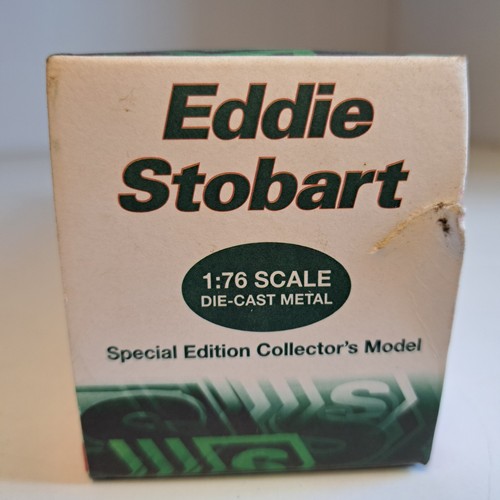 Eddie
Stobart
1:76 SCALE
DIE-CAST METAL
Special Edition Collector's Model
S